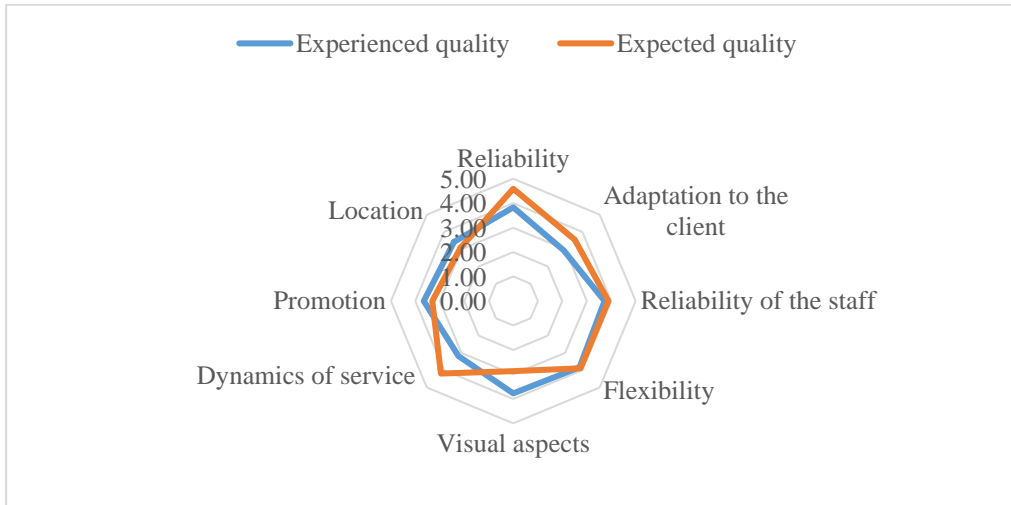 Experienced quality
Expected quality
Reliability
Adaptation to the
client
Reliability of the staff
Flexibility
Visual aspects
Dynamics of service
Promotion
Location
5.00
4.00
3.00
2.00
1.00
0.00